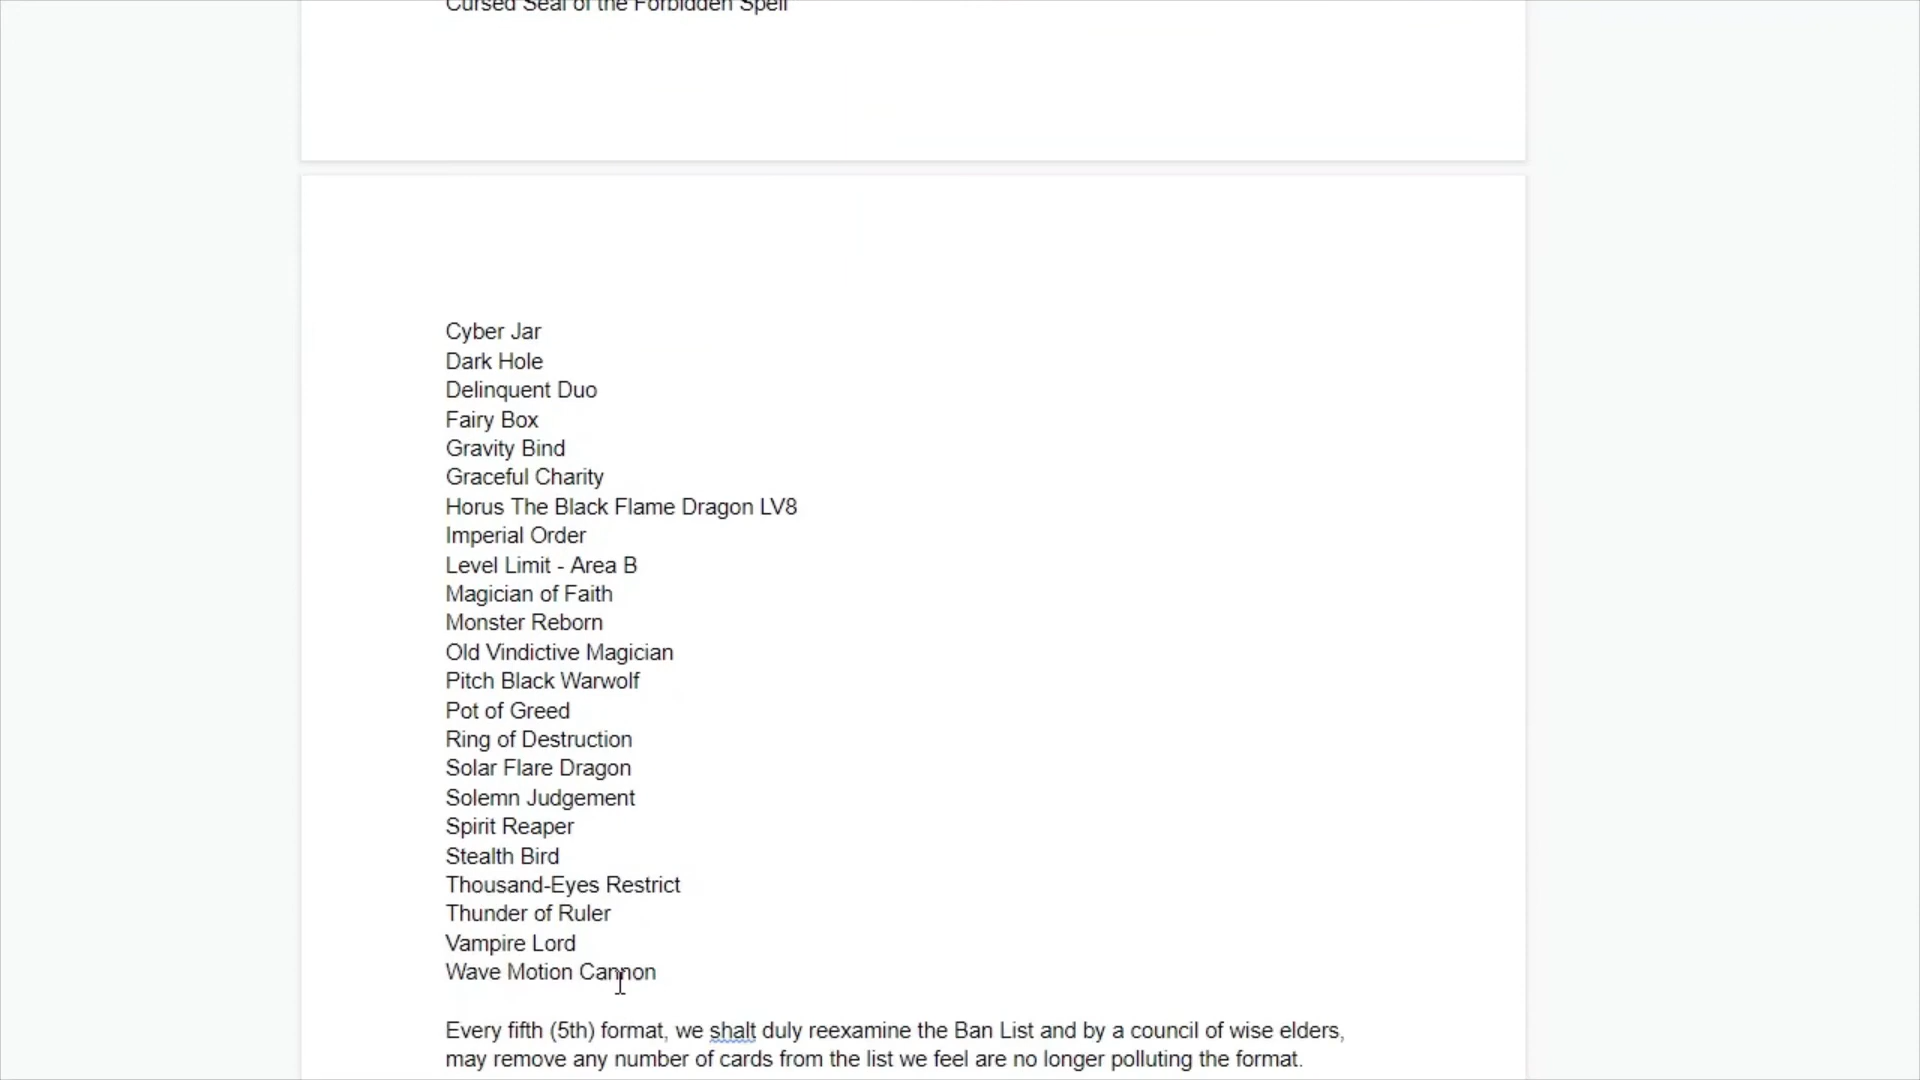 Cursed Seal of the Forbidden Spell
Cyber Jar
Dark Hole
Delinquent Duo
Fairy Box
Gravity Bind
Graceful Charity
Horus The Black Flame Dragon LV8
Imperial Order
Level Limit - Area B
Magician of Faith
Monster Reborn
Old Vindictive Magician
Pitch Black Warwolf
Pot of Greed
Ring of Destruction
Solar Flare Dragon
Solemn Judgement
Spirit Reaper
Stealth Bird
Thousand-Eyes Restrict
Thunder of Ruler
Vampire Lord
Wave Motion Cannon
Every fifth (5th) format, we shalt duly reexamine the Ban List and by a council of wise elders,
may remove any number of cards from the list we feel are no longer polluting the format.